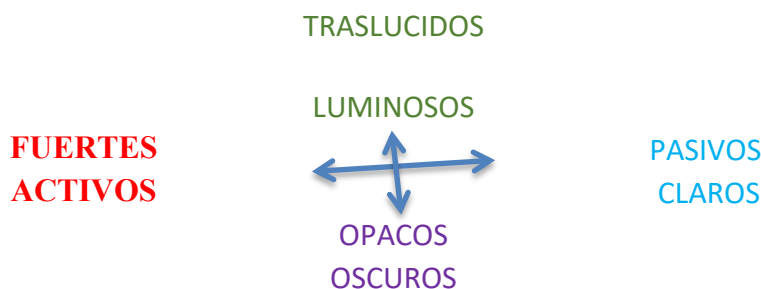 TRASLUCIDOS
LUMINOSOS
FUERTES
ACTIVOS
PASIVOS
CLAROS
OPACOS
OSCUROS